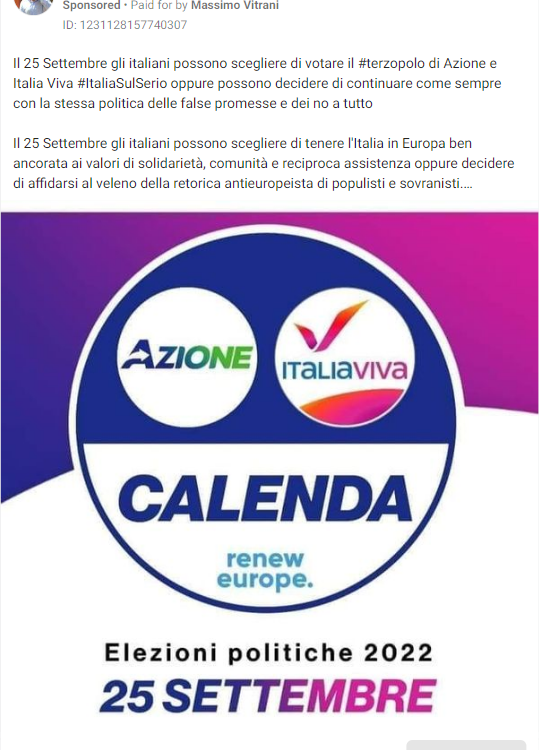 Sponsored • Paid for by Massimo Vitrani
ID: 1231128157740307
Il 25 Settembre gli italiani possono scegliere di votare il #terzopolo di Azione e
Italia Viva #ItaliaSulSerio oppure possono decidere di continuare come sempre
con la stessa politica delle false promesse e dei no a tutto
Il 25 Settembre gli italiani possono scegliere di tenere l'Italia in Europa ben
ancorata ai valori di solidarietà, comunità e reciproca assistenza oppure decidere
di affidarsi al veleno della retorica antieuropeista di populisti e sovranisti....
AZIONE
ITALIAVIVA
CALENDA
renew
europe.
Elezioni politiche 2022
25 SETTEMBRE